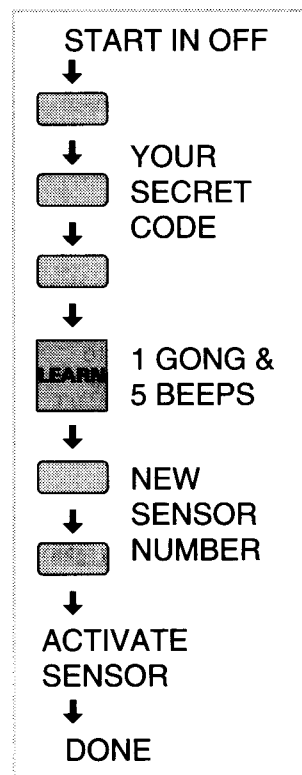 START IN OFF
YOUR
SECRET
CODE
LEARN
1 GONG &
5 BEEPS
NEW
SENSOR
NUMBER
ACTIVATE
SENSOR
DONE